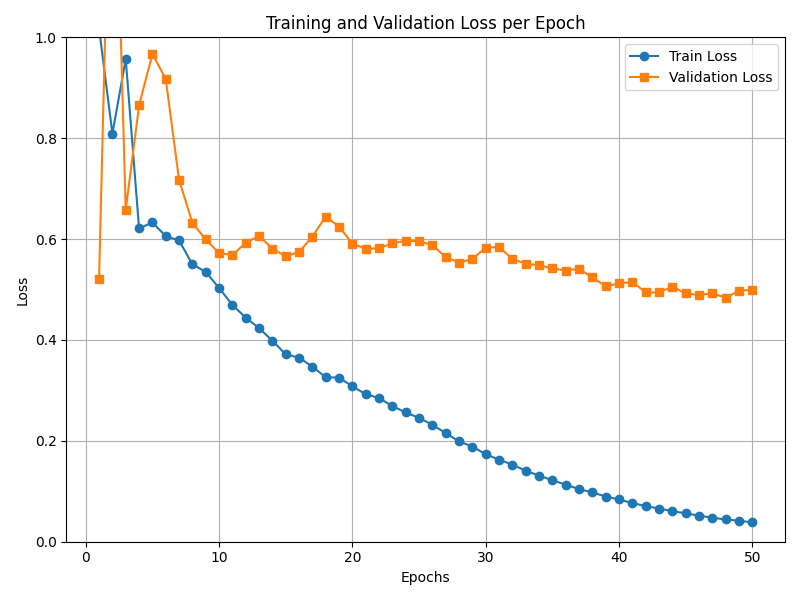 Training and Validation Loss per Epoch
Train Loss
Validation Loss
1.0
0.8
0.6
0.4
0.2
0.0
Loss
0 10 20 30 40 50
Epochs